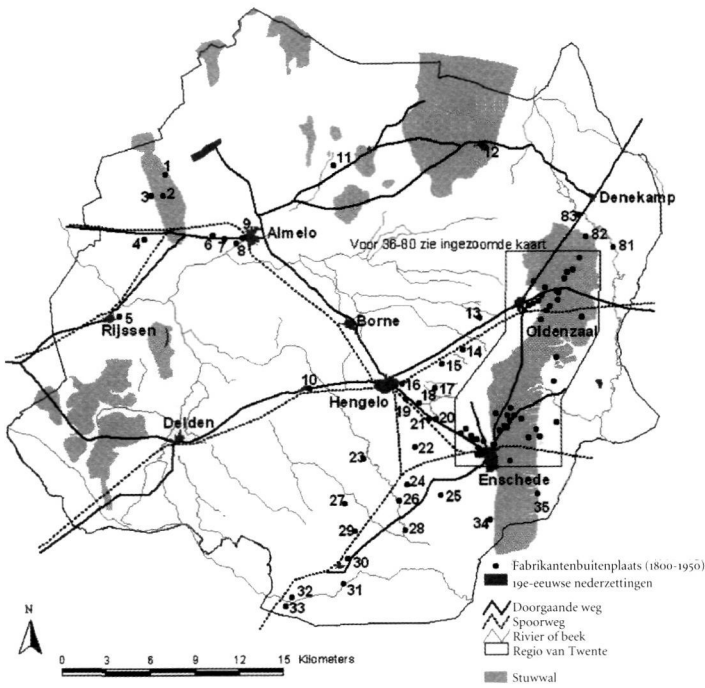 1
11
12
3
2
Denekamp
83
9
Almelo
82
4
6
7
8
Voor 36-80 zie ingezoomde kaart
81
5
13
Rijssen
Borne
Oldenzaal
14
15
10
16
17
Hengelo
18
19
Delden
21
20
22
23
24
Enschede
27
26
25
35
34
29
28
30
31
32
33
Fabrikantenbuitenplaats (1800-1950)
19e-eeuwse nederzettingen
N
Doorgaande weg
Spoorweg
Rivier of beek
Regio van Twente
0 3 6 9 12 15 Kilometers
Stuwwal